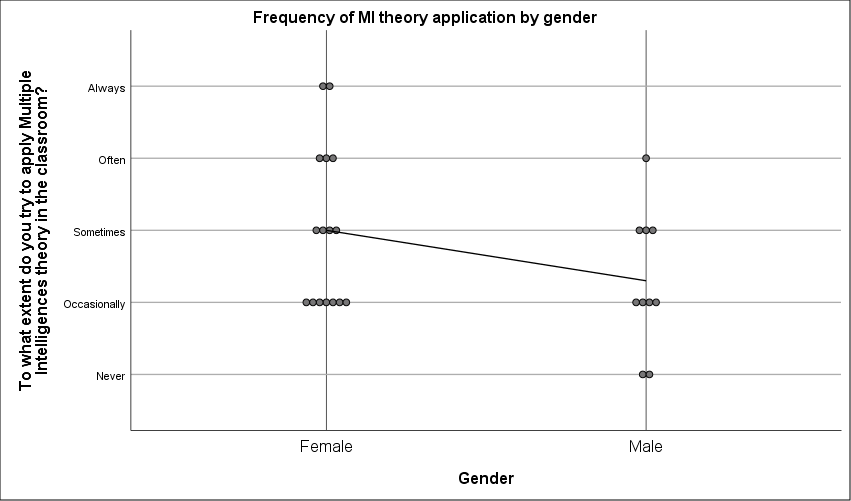 Frequency of MI theory application by gender
To what extent do you try to apply Multiple
Intelligences theory in the classroom?
Always
Often
Sometimes
Occasionally
Never
Female
Male
Gender